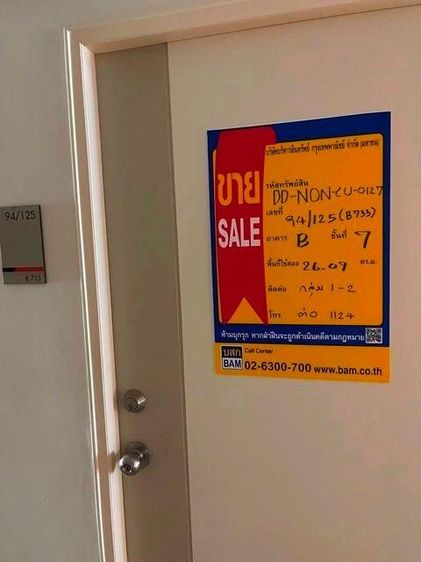 94/125
B 733
บริษัทบริหารสินทรัพย์ กรุงเทพพาณิชย์ จำกัด (มหาชน)
ขาย
SALE
รหัสทรัพย์สิน
DD-NON-CU-0127
เลขที่ 94/125 (B733)
อาคาร B ชั้นที่ 7
พื้นที่ใช้สอย 26.07 ตร.ม.
ติดต่อ กลุ่ม 1-2
โทร. ต่อ 1124
ห้ามบุกรุก หากฝ่าฝืนจะถูกดำเนินคดีตามกฎหมาย
บสก
BAM
Call Center :
02-6300-700 www.bam.co.th